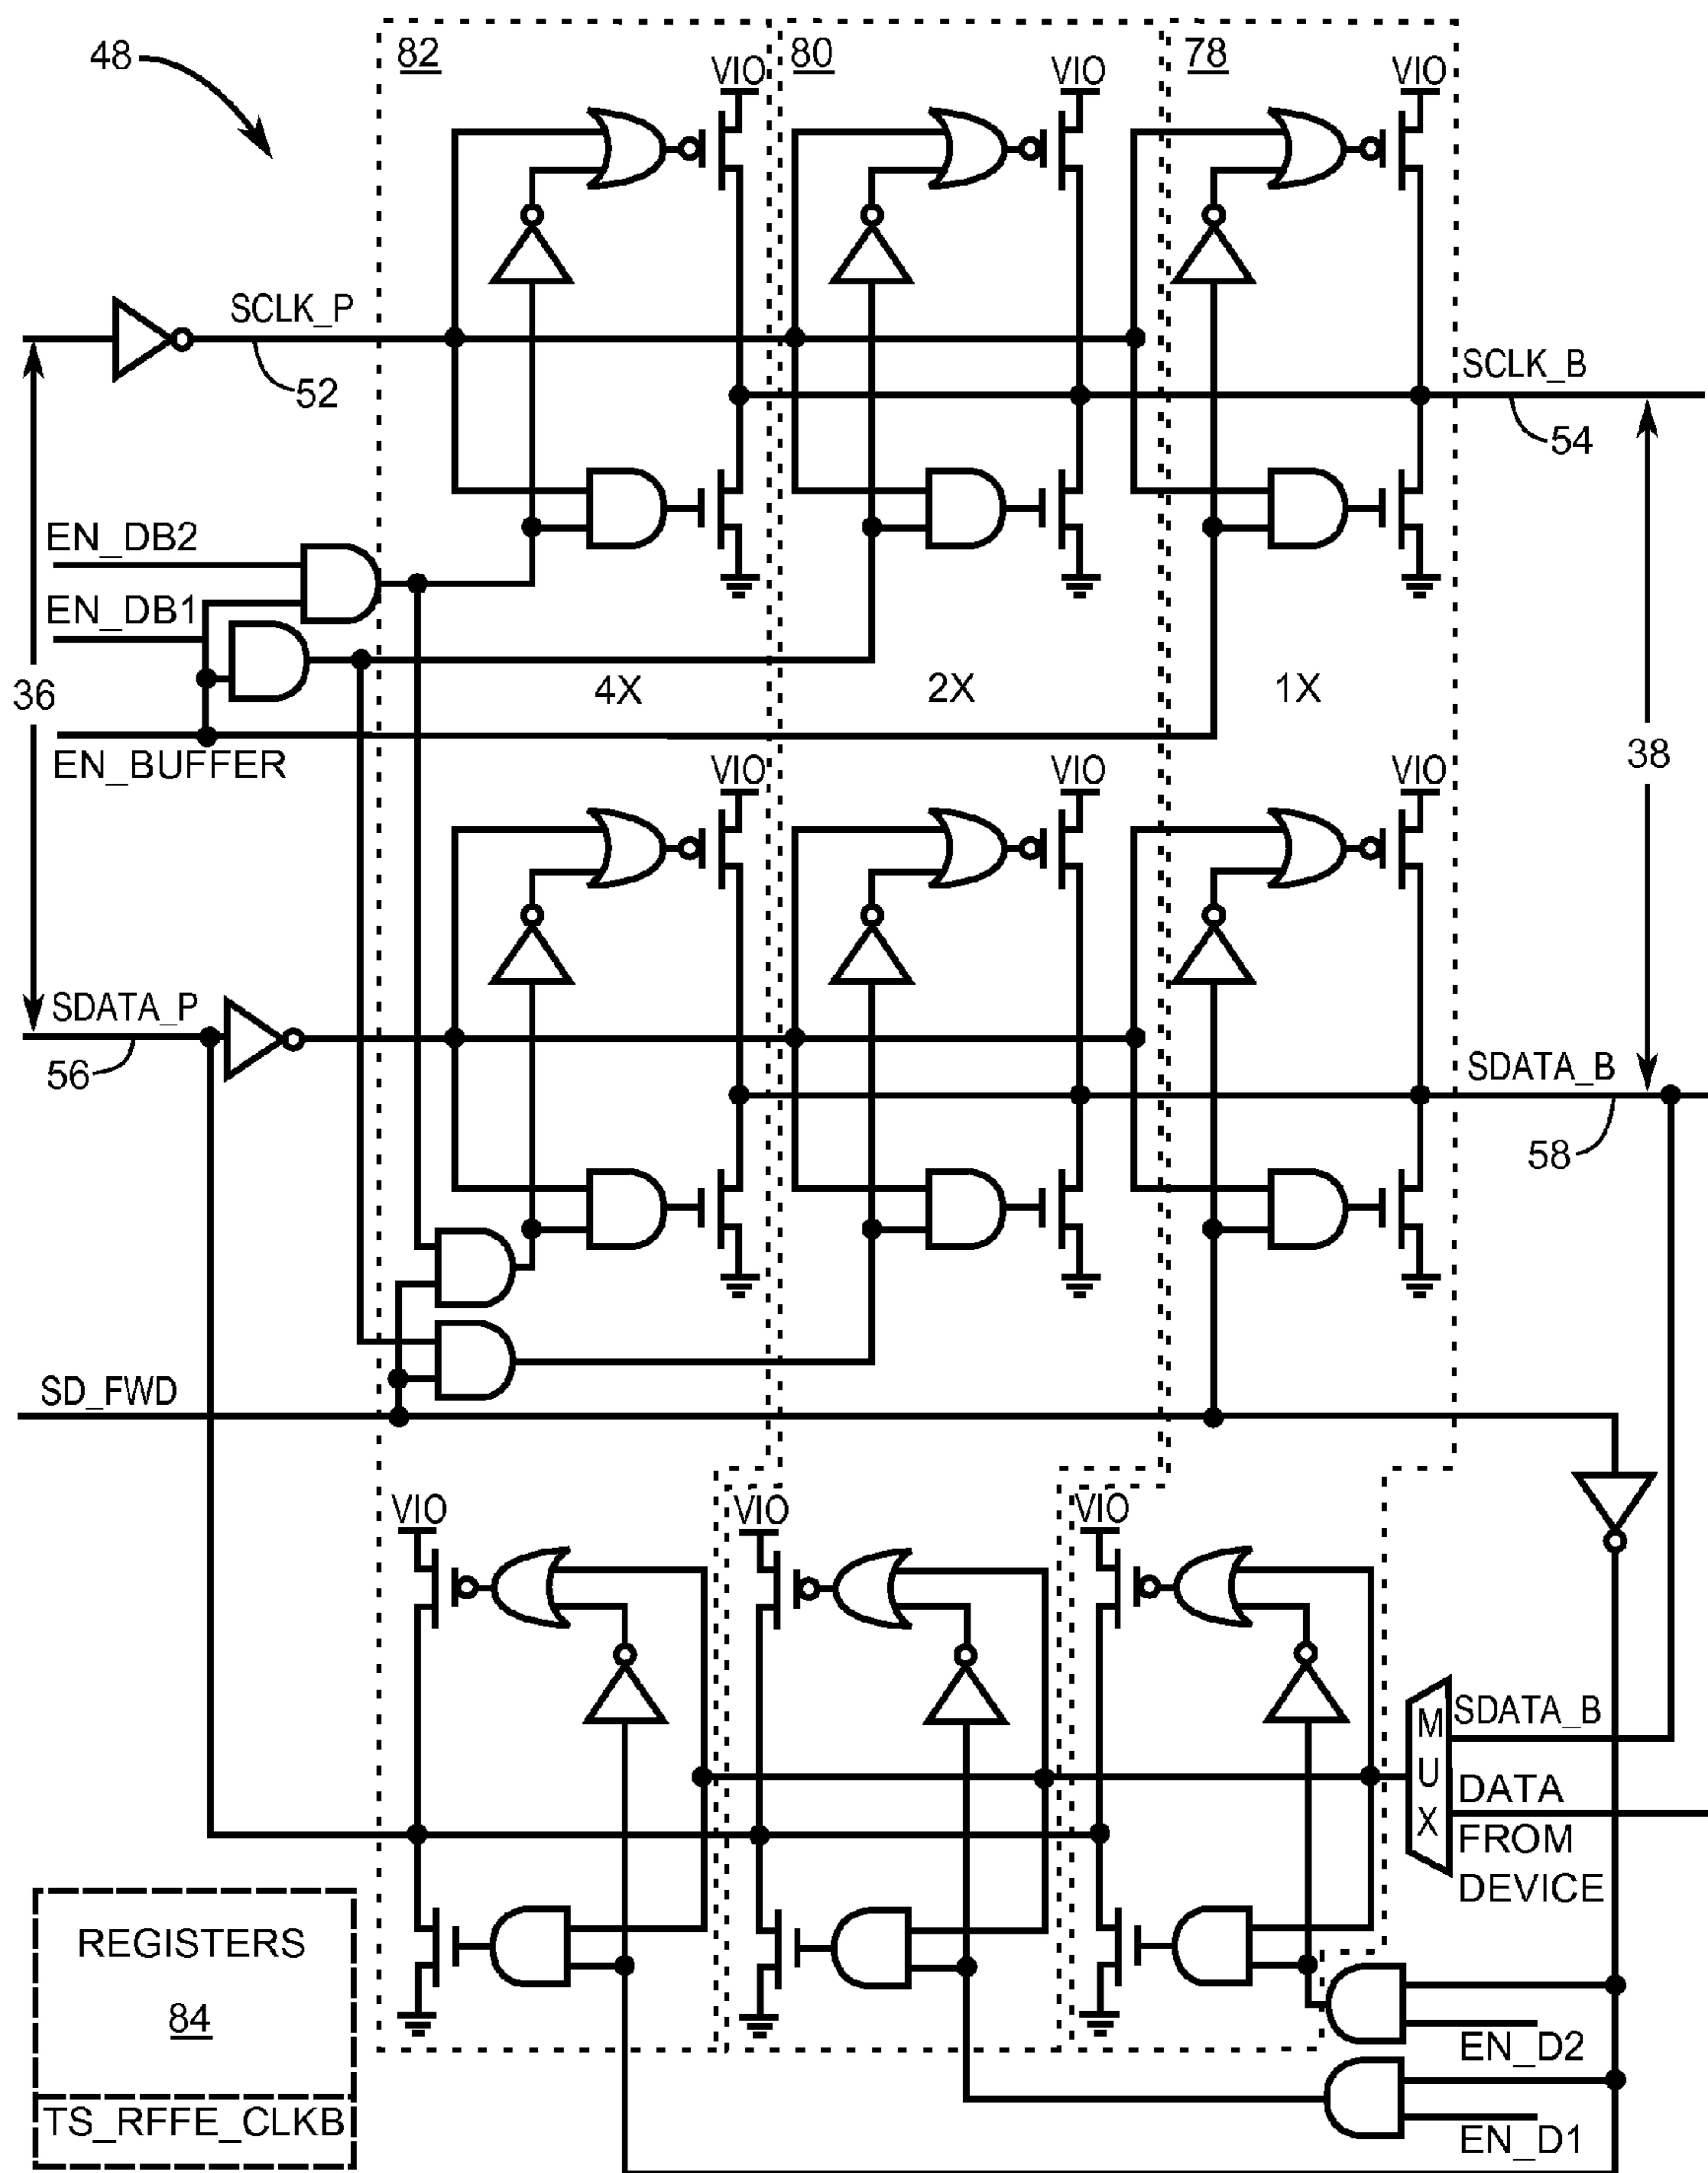 48
82
80
78
VIO
VIO
VIO
SCLK_P
52
SCLK_B
54
EN_DB2
EN_DB1
36
4X
2X
1X
EN_BUFFER
38
VIO
VIO
VIO
SDATA_P
56
SDATA_B
58
SD_FWD
VIO
VIO
VIO
MUX
SDATA_B
DATA
FROM
DEVICE
REGISTERS
84
TS_RFFE_CLKB
EN_D2
EN_D1